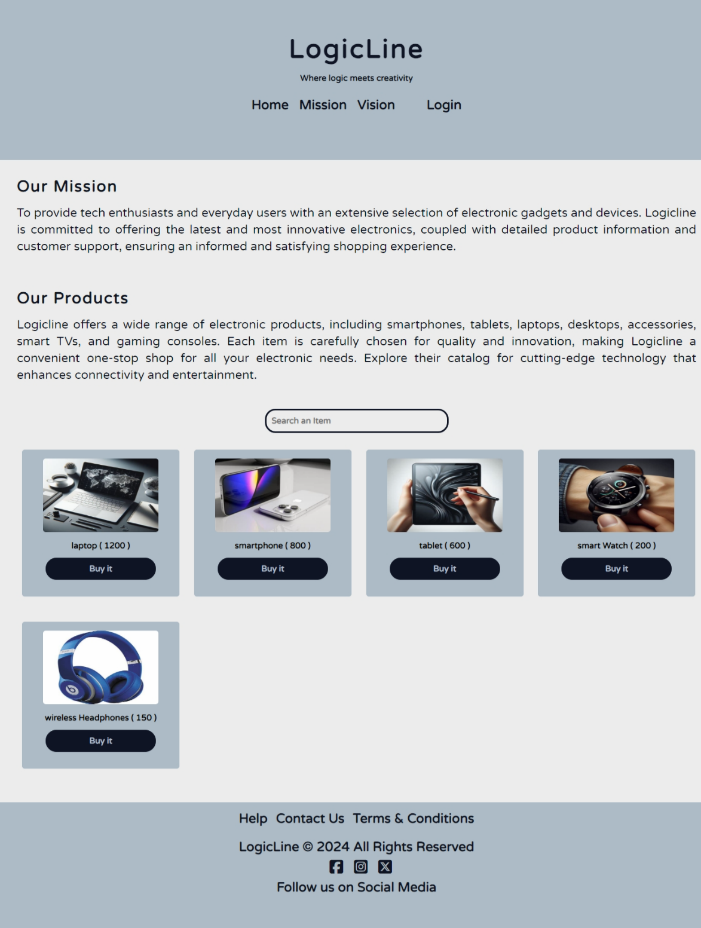 LogicLine
Where logic meets creativity
Home Mission Vision Login
Our Mission
To provide tech enthusiasts and everyday users with an extensive selection of electronic gadgets and devices. Logicline
is committed to offering the latest and most innovative electronics, coupled with detailed product information and
customer support, ensuring an informed and satisfying shopping experience.
Our Products
Logicline offers a wide range of electronic products, including smartphones, tablets, laptops, desktops, accessories,
smart TVs, and gaming consoles. Each item is carefully chosen for quality and innovation, making Logicline a
convenient one-stop shop for all your electronic needs. Explore their catalog for cutting-edge technology that
enhances connectivity and entertainment.
Search an Item
laptop ( 1200 )
Buy it
smartphone ( 800 )
Buy it
tablet ( 600 )
Buy it
smart Watch ( 200 )
Buy it
wireless Headphones ( 150 )
Buy it
Help Contact Us Terms & Conditions
LogicLine © 2024 All Rights Reserved
Follow us on Social Media